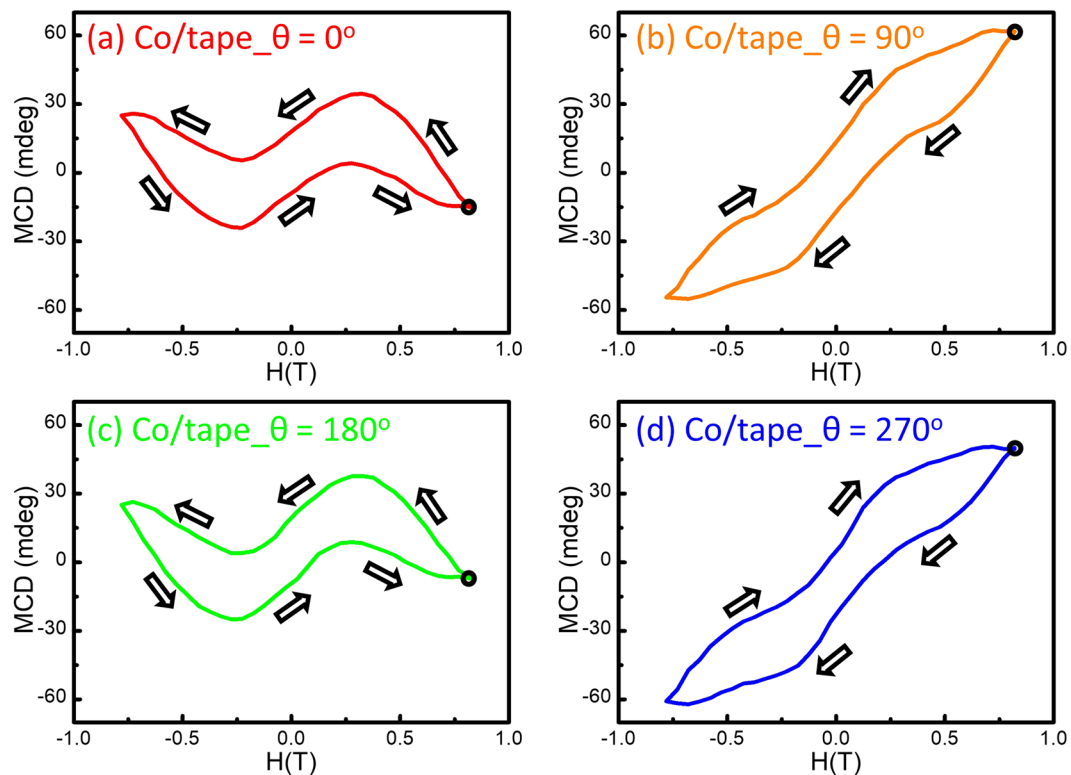 (a) Co/tape_θ = 0°
60
30
0
-30
-60
MCD (mdeg)
-1.0 -0.5 0.0 0.5 1.0
H(T)
(b) Co/tape_θ = 90°
60
30
0
-30
-60
MCD (mdeg)
-1.0 -0.5 0.0 0.5 1.0
H(T)
(c) Co/tape_θ = 180°
60
30
0
-30
-60
MCD (mdeg)
-1.0 -0.5 0.0 0.5 1.0
H(T)
(d) Co/tape_θ = 270°
60
30
0
-30
-60
MCD (mdeg)
-1.0 -0.5 0.0 0.5 1.0
H(T)